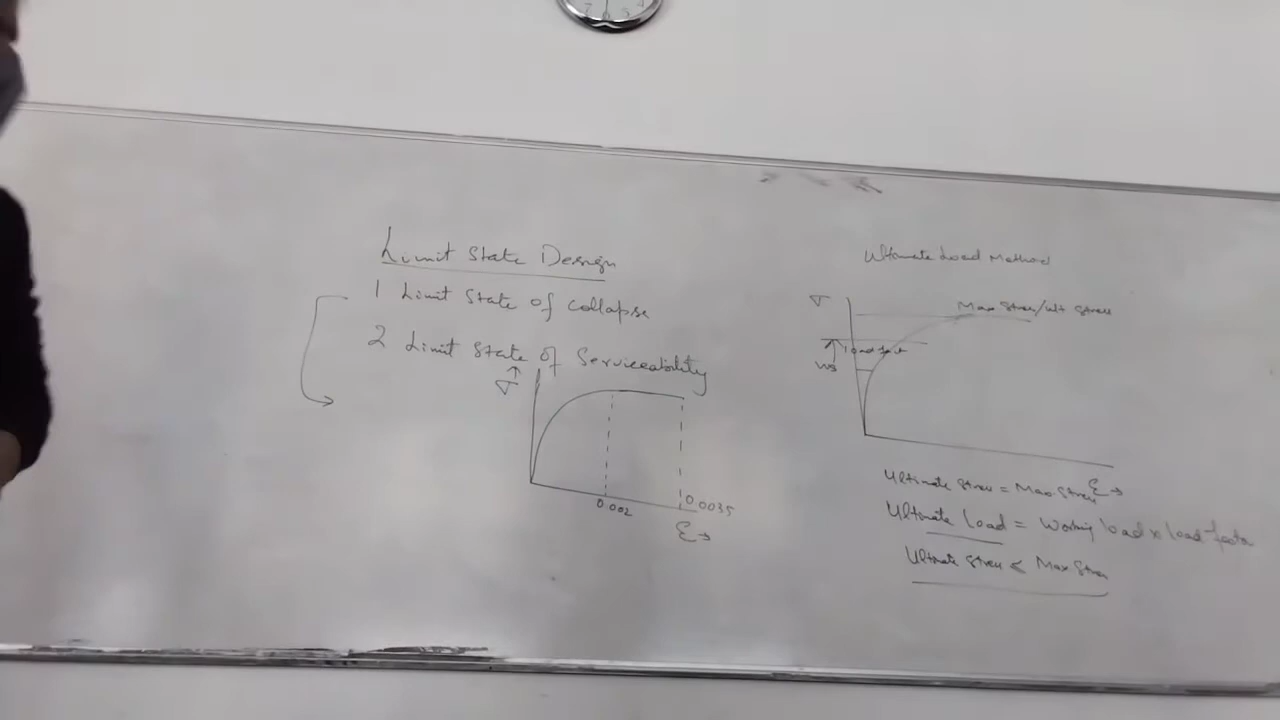 Limit State Design
1 Limit State of collapse
2 Limit State of Serviceability
σ
0.002
0.0035
ε→
Ultimate Load Method
σ
Max Stress/ult stress
WS
ε→
Ultimate Stress = Max Stress
Ultimate load = Working load x load factor
Ultimate Stress < Max Stress